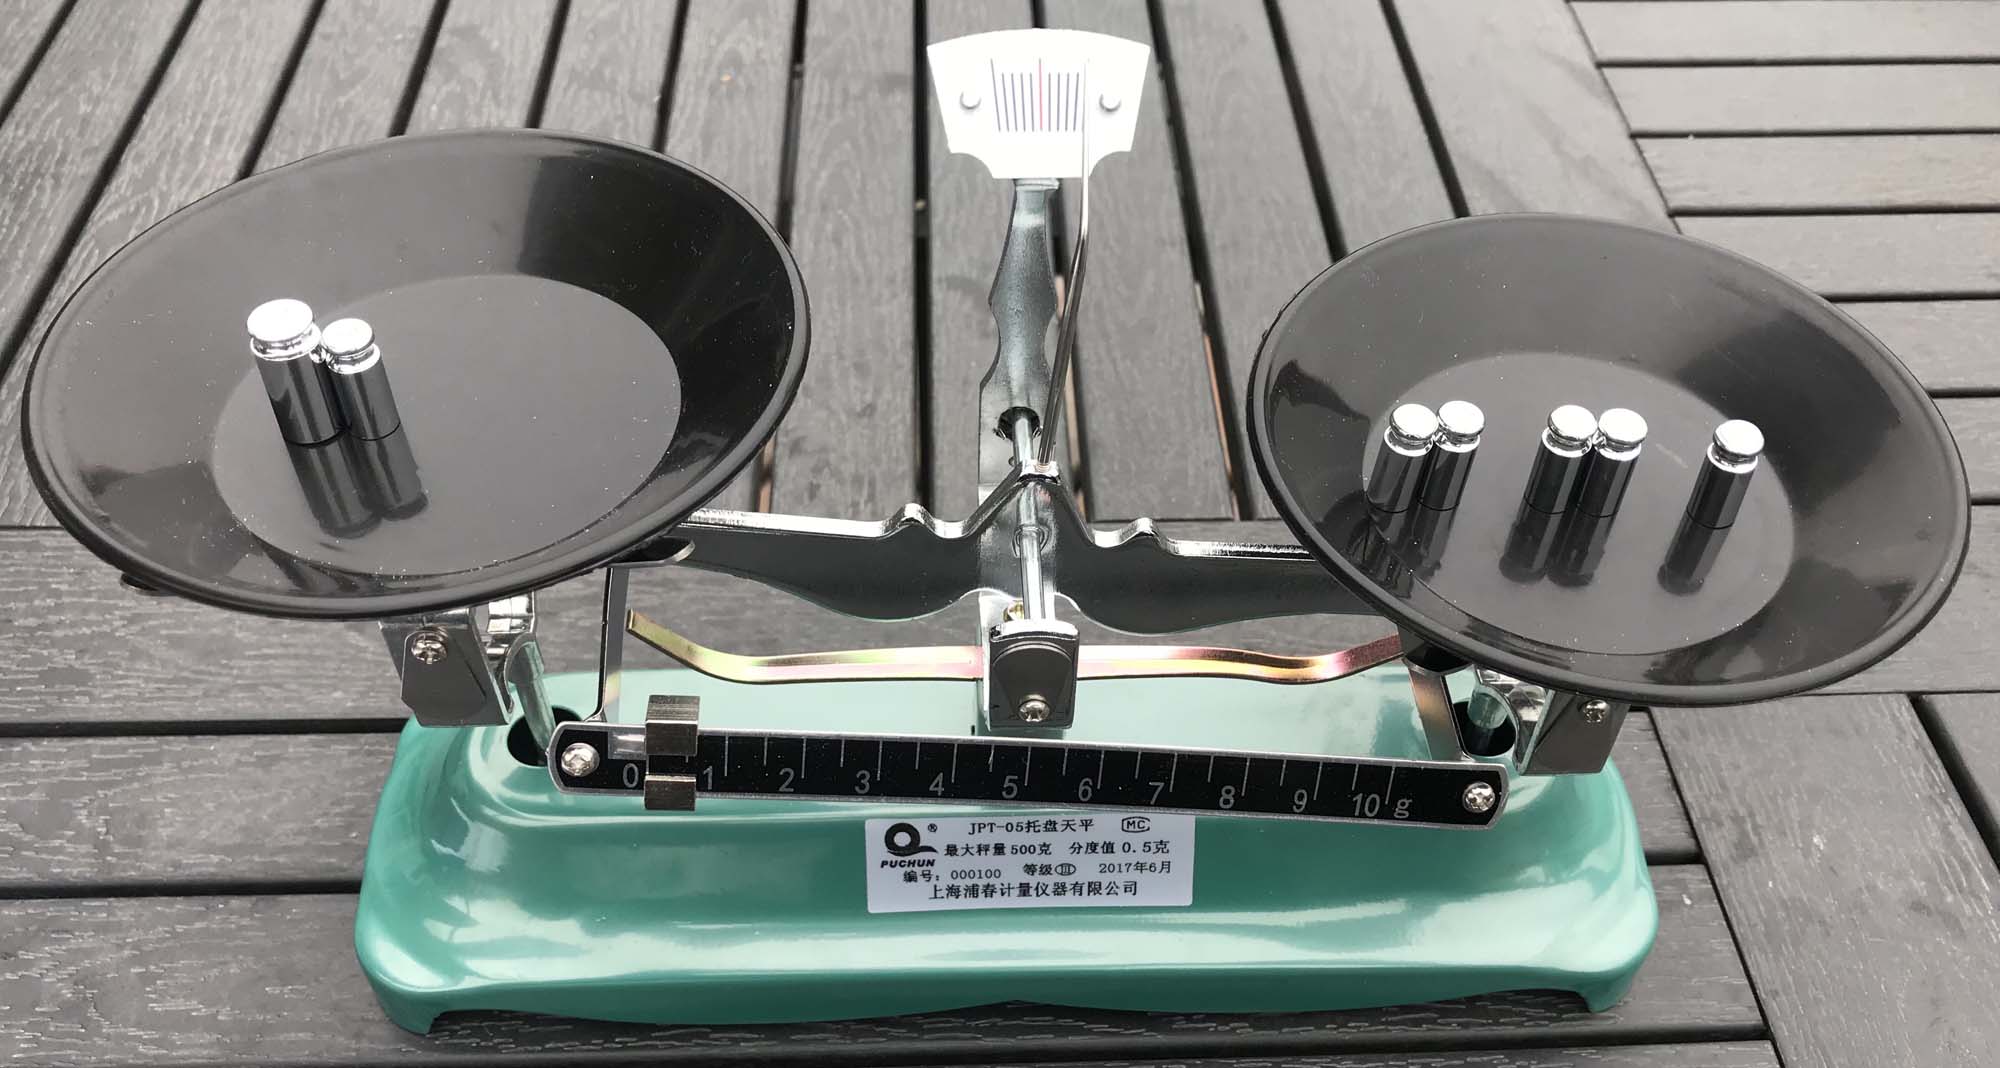 0 1 2 3 4 5 6 7 8 9 10 g
® JPT-05托盘天平 MC
最大秤量500克 分度值0.5克
PUCHUN
编号：000100 等级Ⅲ 2017年6月
上海浦春计量仪器有限公司